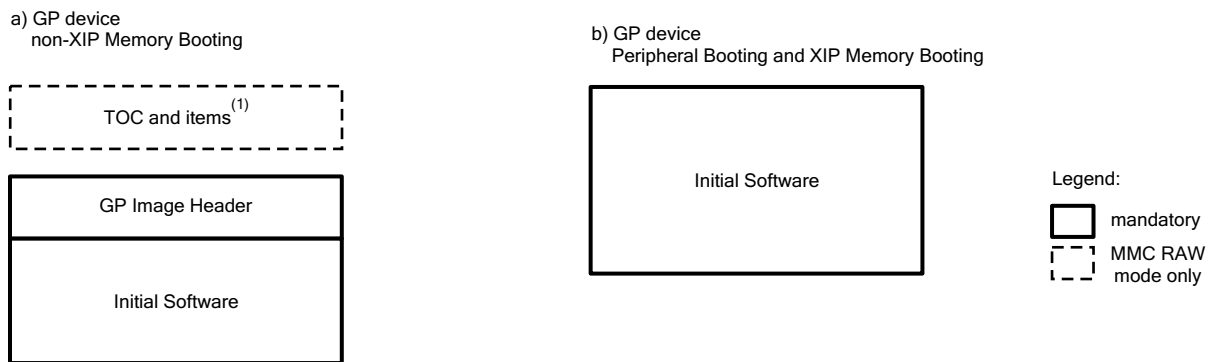 a) GP device
non-XIP Memory Booting
TOC and items(1)
GP Image Header
Initial Software
b) GP device
Peripheral Booting and XIP Memory Booting
Initial Software
Legend:
mandatory
MMC RAW
mode only